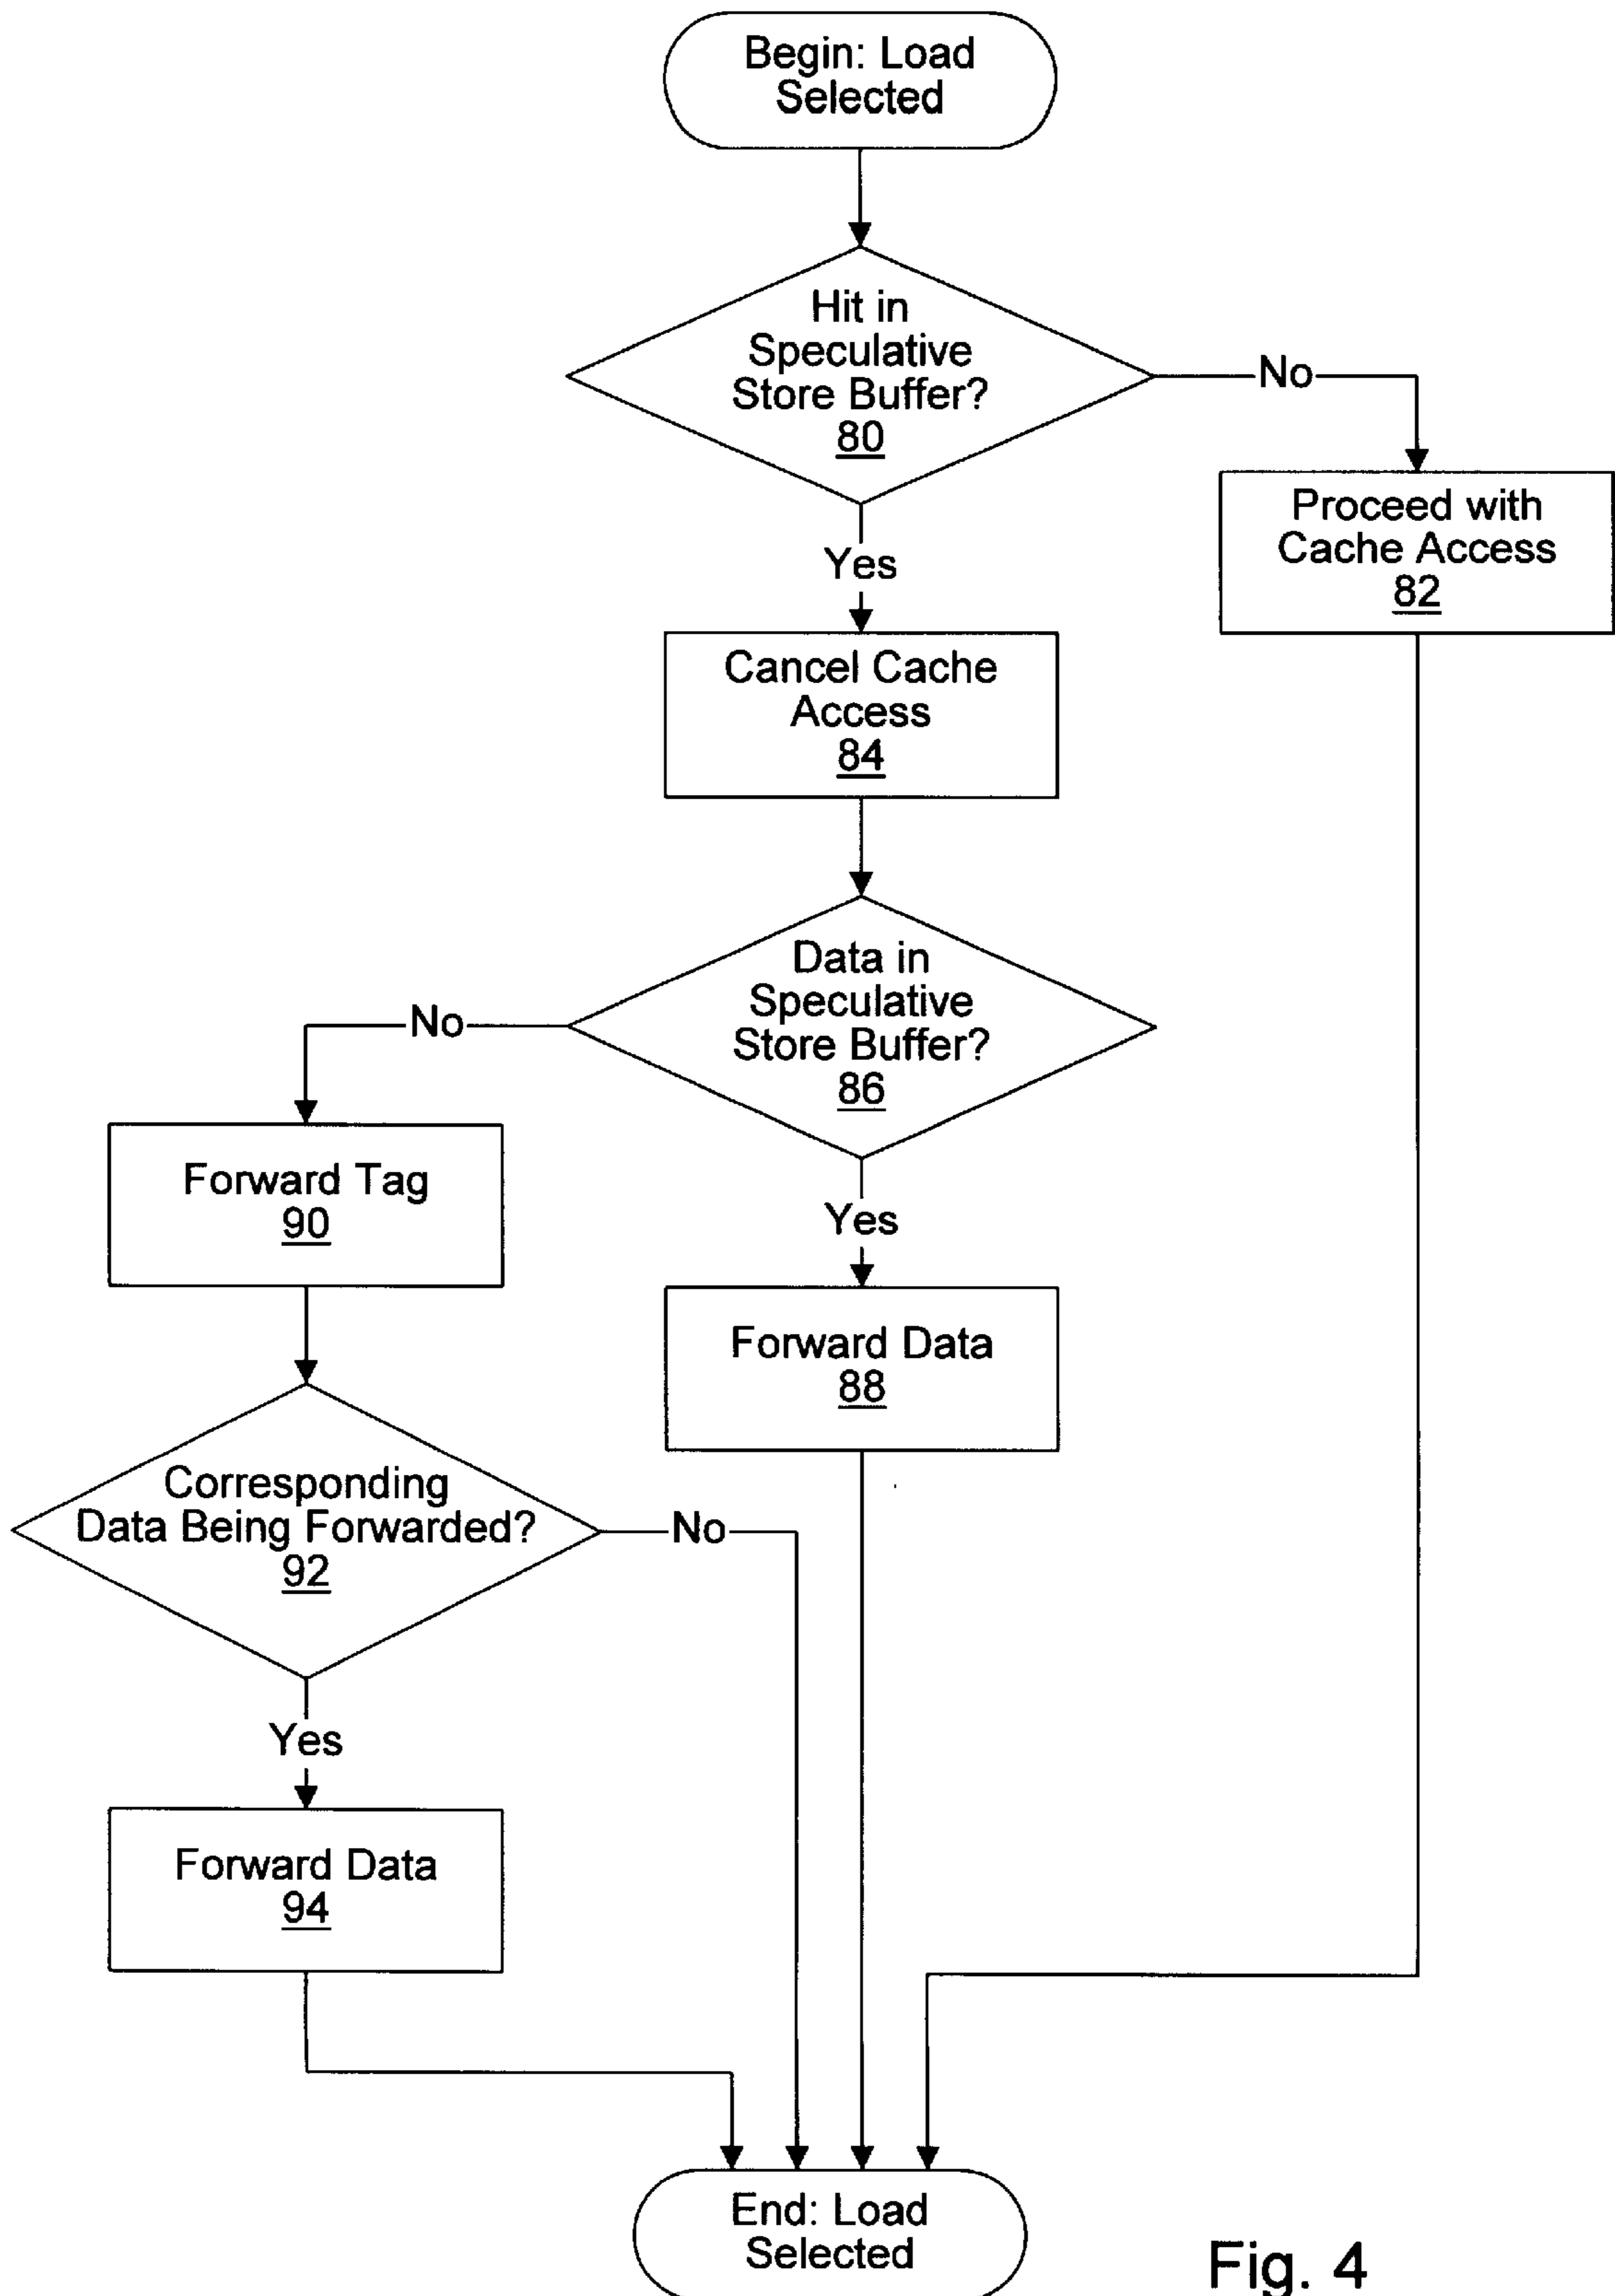 Begin: Load
Selected
Hit in
Speculative
Store Buffer?
80
No
Proceed with
Cache Access
82
Yes
Cancel Cache
Access
84
Data in
Speculative
Store Buffer?
86
No
Forward Tag
90
Yes
Forward Data
88
Corresponding
Data Being Forwarded?
92
No
Yes
Forward Data
94
End: Load
Selected
Fig. 4